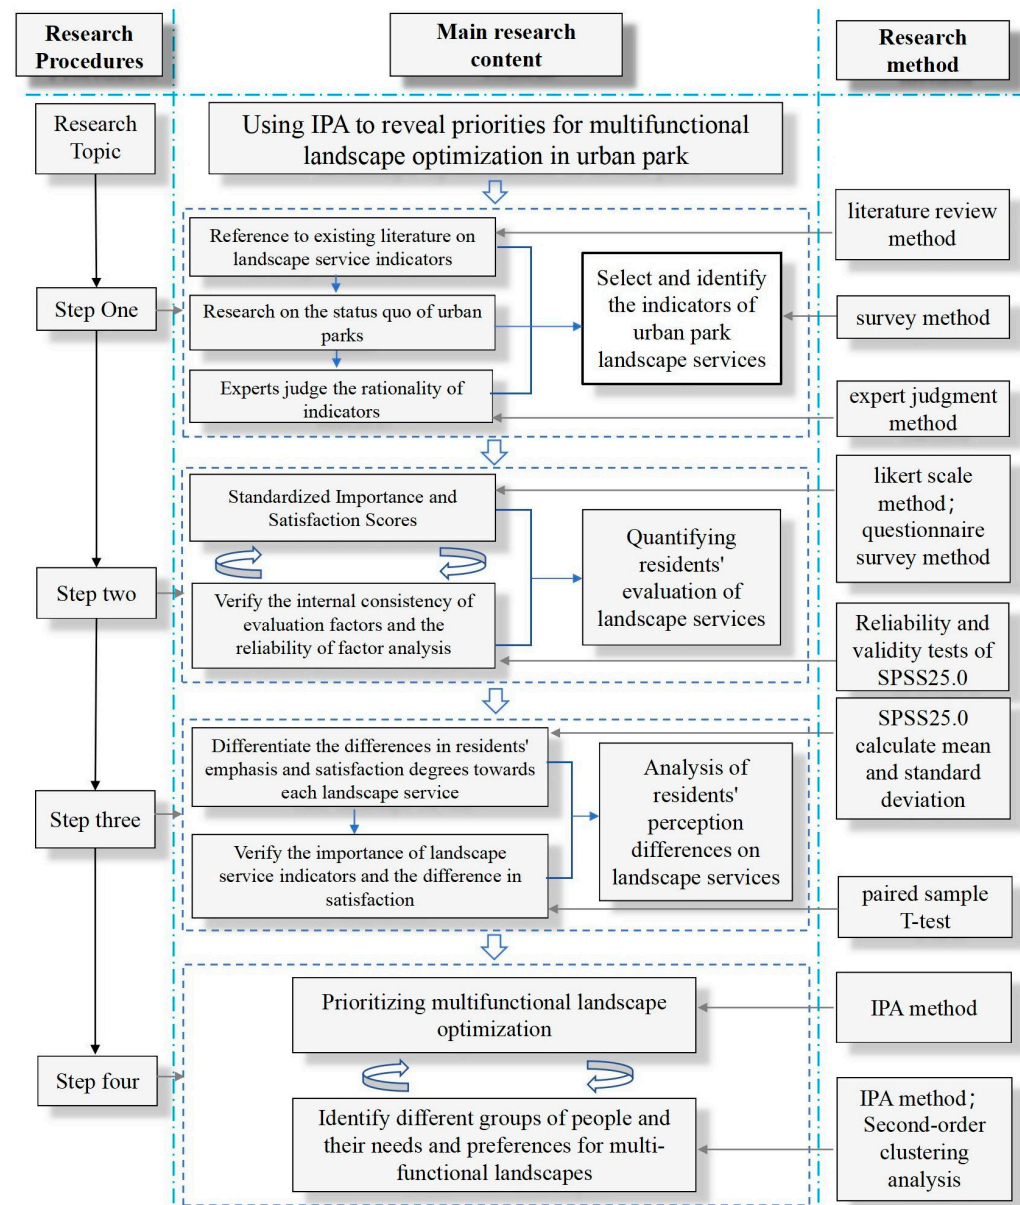 Research
Procedures
Main research
content
Research
method
Research
Topic
Using IPA to reveal priorities for multifunctional
landscape optimization in urban park
literature review
method
Reference to existing literature on
landscape service indicators
Step One
Research on the status quo of urban
parks
Select and identify
the indicators of
urban park
landscape services
survey method
Experts judge the rationality of
indicators
expert judgment
method
Standardized Importance and
Satisfaction Scores
likert scale
method;
questionnaire
survey method
Step two
Verify the internal consistency of
evaluation factors and the
reliability of factor analysis
Quantifying
residents'
evaluation of
landscape services
Reliability and
validity tests of
SPSS25.0
SPSS25.0
calculate mean
and standard
deviation
Differentiate the differences in residents'
emphasis and satisfaction degrees towards
each landscape service
Step three
Analysis of
residents'
perception
differences on
landscape services
Verify the importance of landscape
service indicators and the difference in
satisfaction
paired sample
T-test
Prioritizing multifunctional landscape
optimization
IPA method
Step four
Identify different groups of people and
their needs and preferences for multi-
functional landscapes
IPA method;
Second-order
clustering
analysis